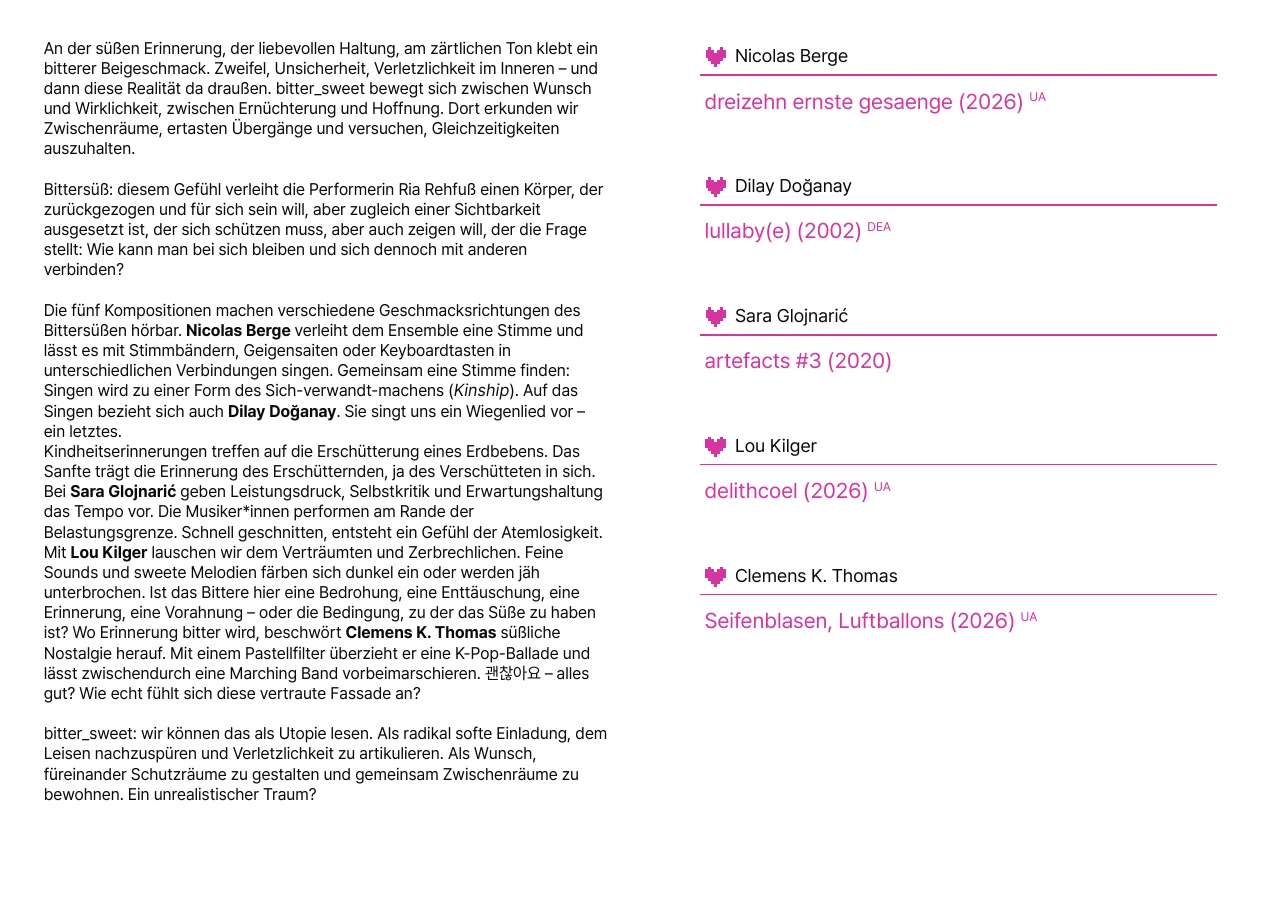 An der süßen Erinnerung, der liebevollen Haltung, am zärtlichen Ton klebt ein
bitterer Beigeschmack. Zweifel, Unsicherheit, Verletzlichkeit im Inneren – und
dann diese Realität da draußen. bitter_sweet bewegt sich zwischen Wunsch
und Wirklichkeit, zwischen Ernüchterung und Hoffnung. Dort erkunden wir
Zwischenräume, ertasten Übergänge und versuchen, Gleichzeitigkeiten
auszuhalten.

Bittersüß: diesem Gefühl verleiht die Performerin Ria Rehfuß einen Körper, der
zurückgezogen und für sich sein will, aber zugleich einer Sichtbarkeit
ausgesetzt ist, der sich schützen muss, aber auch zeigen will, der die Frage
stellt: Wie kann man bei sich bleiben und sich dennoch mit anderen
verbinden?

Die fünf Kompositionen machen verschiedene Geschmacksrichtungen des
Bittersüßen hörbar. Nicolas Berge verleiht dem Ensemble eine Stimme und
lässt es mit Stimmbändern, Geigensaiten oder Keyboardtasten in
unterschiedlichen Verbindungen singen. Gemeinsam eine Stimme finden:
Singen wird zu einer Form des Sich-verwandt-machens (Kinship). Auf das
Singen bezieht sich auch Dilay Doğanay. Sie singt uns ein Wiegenlied vor –
ein letztes.
Kindheitserinnerungen treffen auf die Erschütterung eines Erdbebens. Das
Sanfte trägt die Erinnerung des Erschütternden, ja des Verschütteten in sich.
Bei Sara Glojnarić geben Leistungsdruck, Selbstkritik und Erwartungshaltung
das Tempo vor. Die Musiker*innen performen am Rande der
Belastungsgrenze. Schnell geschnitten, entsteht ein Gefühl der Atemlosigkeit.
Mit Lou Kilger lauschen wir dem Verträumten und Zerbrechlichen. Feine
Sounds und sweete Melodien färben sich dunkel ein oder werden jäh
unterbrochen. Ist das Bittere hier eine Bedrohung, eine Enttäuschung, eine
Erinnerung, eine Vorahnung – oder die Bedingung, zu der das Süße zu haben
ist? Wo Erinnerung bitter wird, beschwört Clemens K. Thomas süßliche
Nostalgie herauf. Mit einem Pastellfilter überzieht er eine K-Pop-Ballade und
lässt zwischendurch eine Marching Band vorbeimarschieren. 괜찮아요 – alles
gut? Wie echt fühlt sich diese vertraute Fassade an?

bitter_sweet: wir können das als Utopie lesen. Als radikal softe Einladung, dem
Leisen nachzuspüren und Verletzlichkeit zu artikulieren. Als Wunsch,
füreinander Schutzräume zu gestalten und gemeinsam Zwischenräume zu
bewohnen. Ein unrealistischer Traum?

Nicolas Berge
dreizehn ernste gesaenge (2026) UA
Dilay Doğanay
lullaby(e) (2002) DEA
Sara Glojnarić
artefacts #3 (2020)
Lou Kilger
delithcoel (2026) UA
Clemens K. Thomas
Seifenblasen, Luftballons (2026) UA